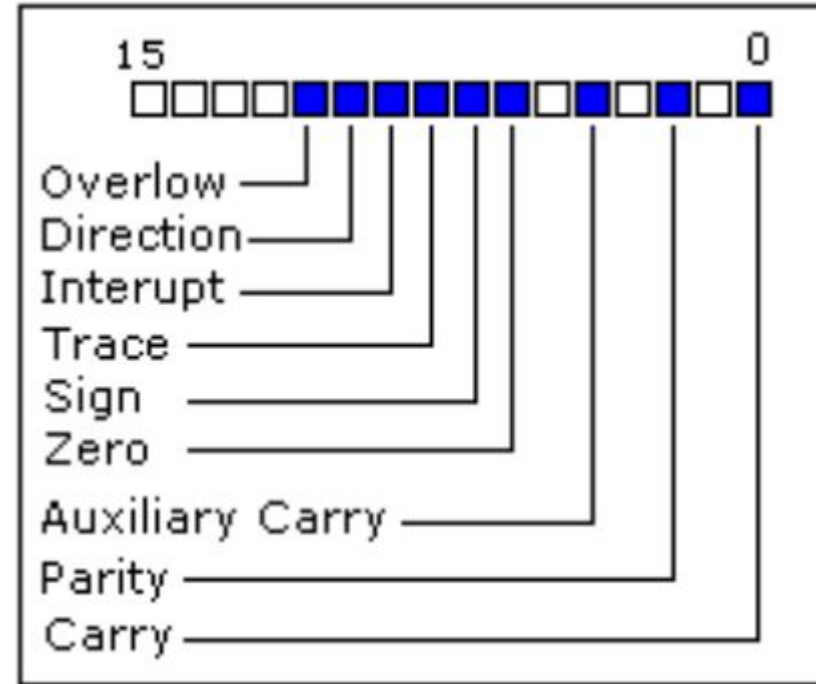 15 0
Overlow
Direction
Interupt
Trace
Sign
Zero
Auxiliary Carry
Parity
Carry